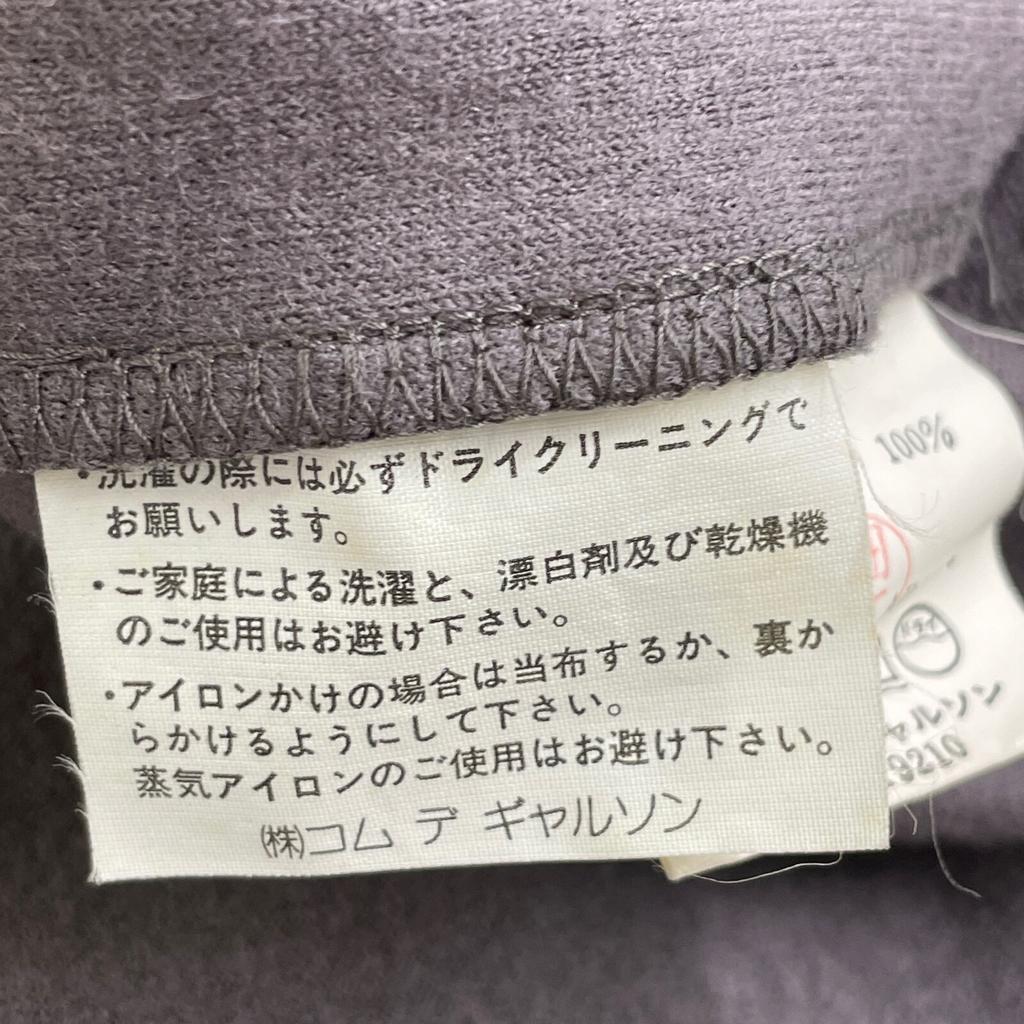 ・洗濯の際には必ずドライクリーニングで
お願いします。
・ご家庭による洗濯と、漂白剤及び乾燥機
のご使用はお避け下さい。
・アイロンかけの場合は当布するか、裏か
らかけるようにして下さい。
蒸気アイロンのご使用はお避け下さい。
㈱コム デ ギャルソン
100%
ドライ
ャルソン
9210